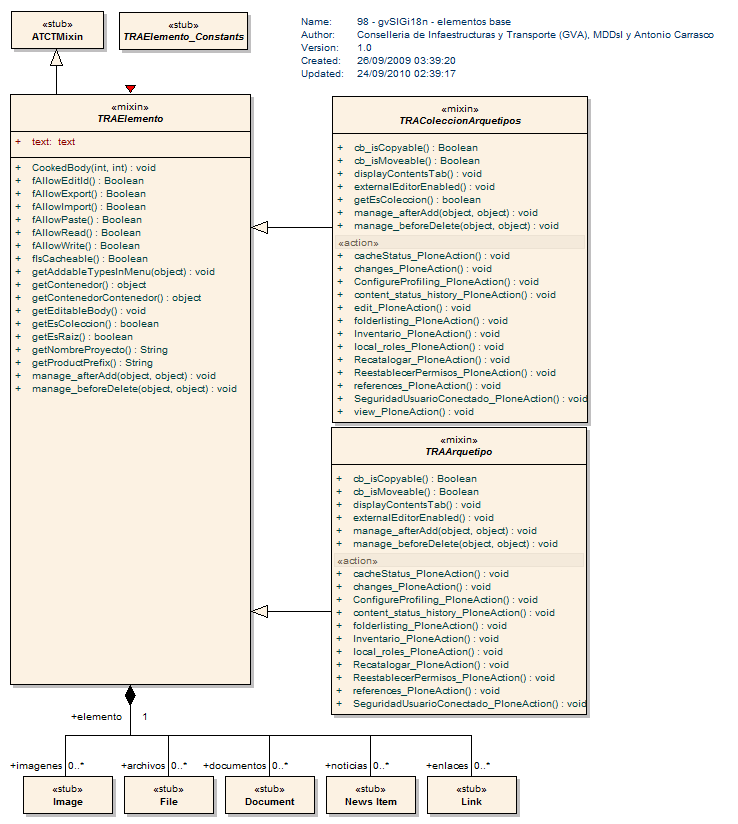 «stub»
ATCTMixin
«stub»
TRAElemento_Constants
Name: 98 - gvSIGi18n - elementos base
Author: Conselleria de Infaestructuras y Transporte (GVA), MDDsl y Antonio Carrasco
Version: 1.0
Created: 26/09/2009 03:39:20
Updated: 24/09/2010 02:39:17
«mixin»
TRAElemento
+ text: text
+ CookedBody(int, int) : void
+ fAllowEditId() : Boolean
+ fAllowExport() : Boolean
+ fAllowImport() : Boolean
+ fAllowPaste() : Boolean
+ fAllowRead() : Boolean
+ fAllowWrite() : Boolean
+ fIsCacheable() : Boolean
+ getAddableTypesInMenu(object) : void
+ getContenedor() : object
+ getContenedorContenedor() : object
+ getEditableBody() : void
+ getEsColeccion() : boolean
+ getEsRaiz() : boolean
+ getNombreProyecto() : String
+ getProductPrefix() : String
+ manage_afterAdd(object, object) : void
+ manage_beforeDelete(object, object) : void
«mixin»
TRAColeccionArquetipos
+ cb_isCopyable() : Boolean
+ cb_isMoveable() : Boolean
+ displayContentsTab() : void
+ externalEditorEnabled() : void
+ getEsColeccion() : boolean
+ manage_afterAdd(object, object) : void
+ manage_beforeDelete(object, object) : void
«action»
+ cacheStatus_PloneAction() : void
+ changes_PloneAction() : void
+ ConfigureProfiling_PloneAction() : void
+ content_status_history_PloneAction() : void
+ edit_PloneAction() : void
+ folderlisting_PloneAction() : void
+ Inventario_PloneAction() : void
+ local_roles_PloneAction() : void
+ Recatalogar_PloneAction() : void
+ ReestablecerPermisos_PloneAction() : void
+ references_PloneAction() : void
+ SeguridadUsuarioConectado_PloneAction() : void
+ view_PloneAction() : void
«mixin»
TRAArquetipo
+ cb_isCopyable() : Boolean
+ cb_isMoveable() : Boolean
+ displayContentsTab() : void
+ externalEditorEnabled() : void
+ manage_afterAdd(object, object) : void
+ manage_beforeDelete(object, object) : void
«action»
+ cacheStatus_PloneAction() : void
+ changes_PloneAction() : void
+ ConfigureProfiling_PloneAction() : void
+ content_status_history_PloneAction() : void
+ folderlisting_PloneAction() : void
+ Inventario_PloneAction() : void
+ local_roles_PloneAction() : void
+ Recatalogar_PloneAction() : void
+ ReestablecerPermisos_PloneAction() : void
+ references_PloneAction() : void
+ SeguridadUsuarioConectado_PloneAction() : void
+elemento 1
+imagenes 0..* +archivos 0..* +documentos 0..* +noticias 0..* +enlaces 0..*
«stub» «stub» «stub» «stub» «stub»
Image File Document News Item Link